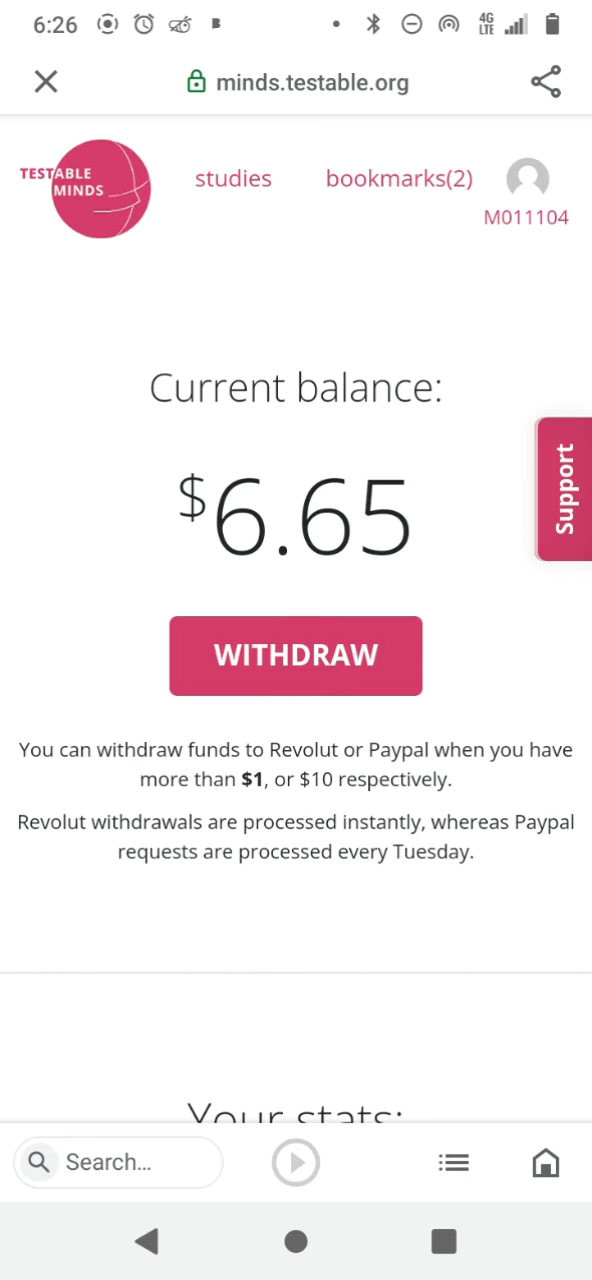 6:26
4G
LTE
minds.testable.org
TESTABLE
MINDS
studies
bookmarks(2)
M011104
Current balance:
$6.65
Support
WITHDRAW
You can withdraw funds to Revolut or Paypal when you have
more than $1, or $10 respectively.
Revolut withdrawals are processed instantly, whereas Paypal
requests are processed every Tuesday.
Your stats:
Search...